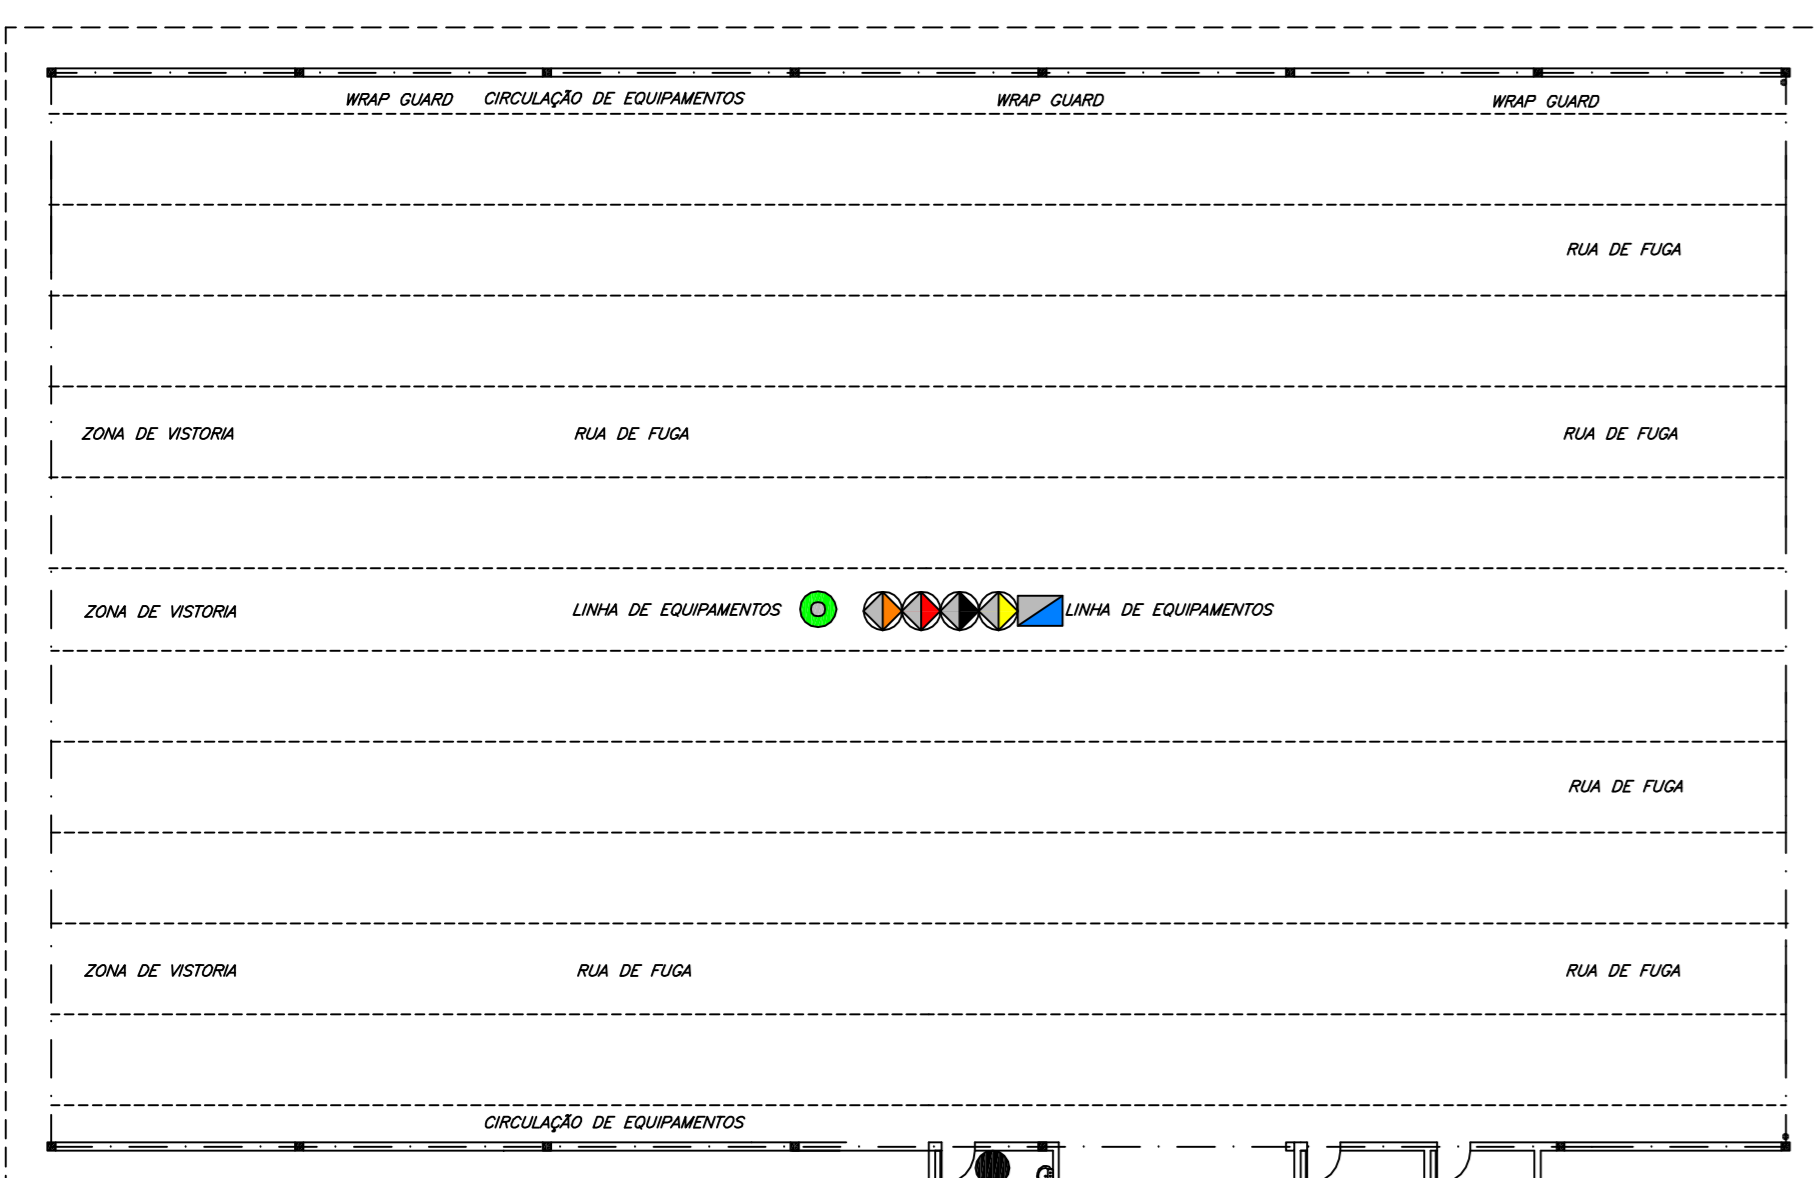 WRAP GUARD CIRCULAÇÃO DE EQUIPAMENTOS WRAP GUARD WRAP GUARD
RUA DE FUGA
ZONA DE VISTORIA RUA DE FUGA RUA DE FUGA
ZONA DE VISTORIA LINHA DE EQUIPAMENTOS LINHA DE EQUIPAMENTOS
RUA DE FUGA
ZONA DE VISTORIA RUA DE FUGA RUA DE FUGA
CIRCULAÇÃO DE EQUIPAMENTOS